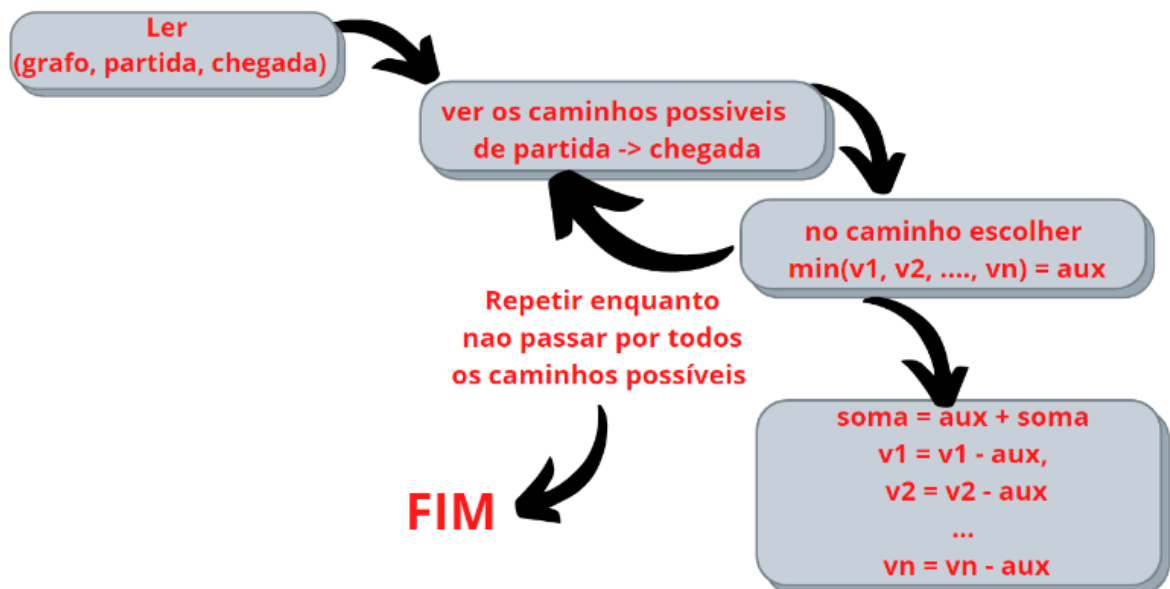 Ler
(grafo, partida, chegada)
ver os caminhos possiveis
de partida -> chegada
no caminho escolher
min(v1, v2, ...., vn) = aux
Repetir enquanto
nao passar por todos
os caminhos possíveis
soma = aux + soma
v1 = v1 - aux,
v2 = v2 - aux
...
vn = vn - aux
FIM